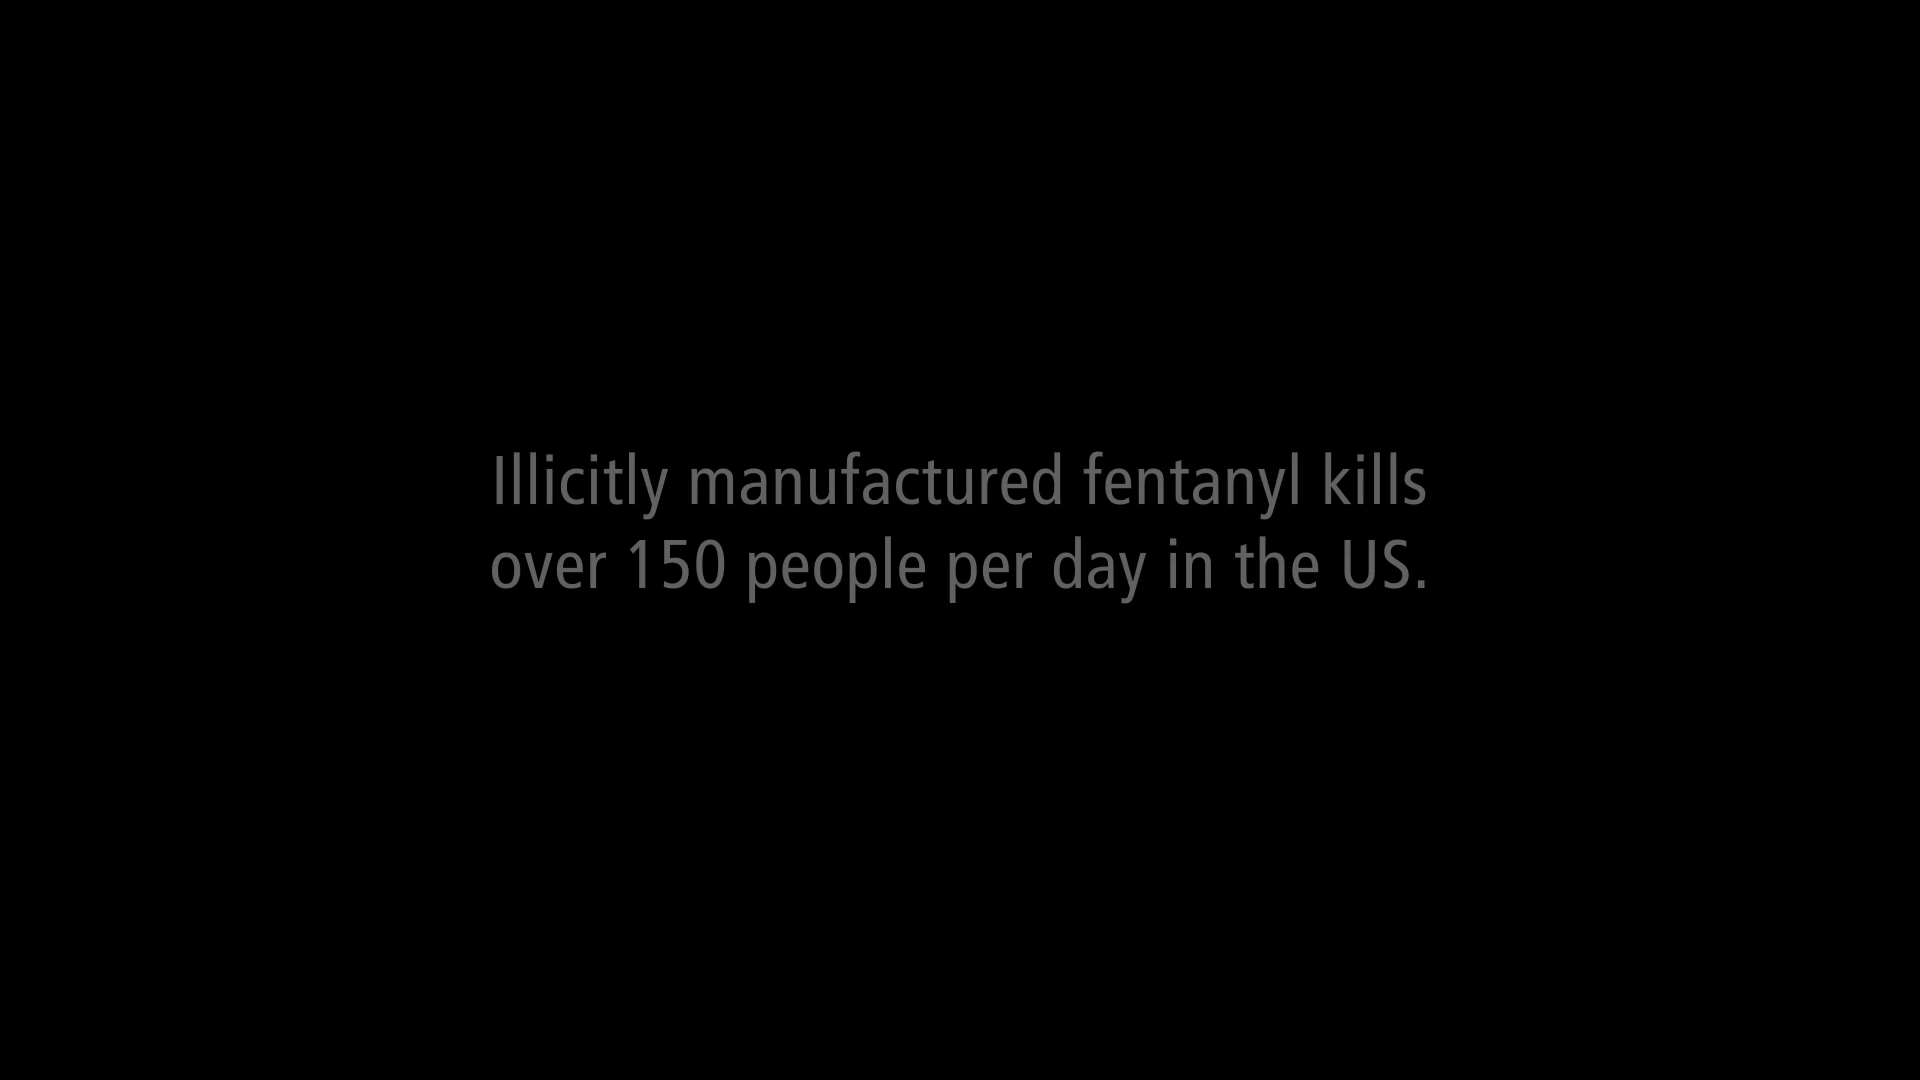 Illicitly manufactured fentanyl kills
over 150 people per day in the US.